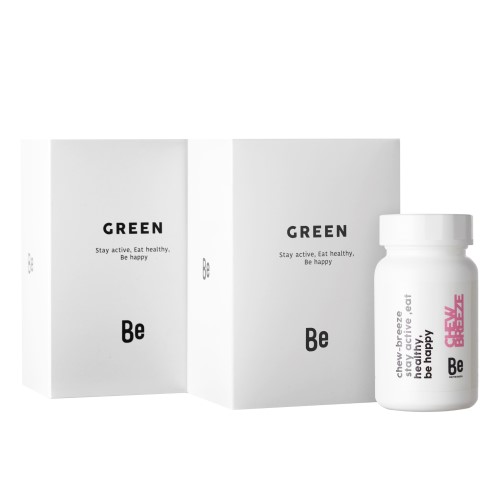 GREEN
Stay active, Eat healthy,
Be happy
Be
Be
GREEN
Stay active, Eat healthy,
Be happy
Be
Be
chew-breeze
stay active ,eat
healthy,
be happy
CHEW
BREEZE
Be